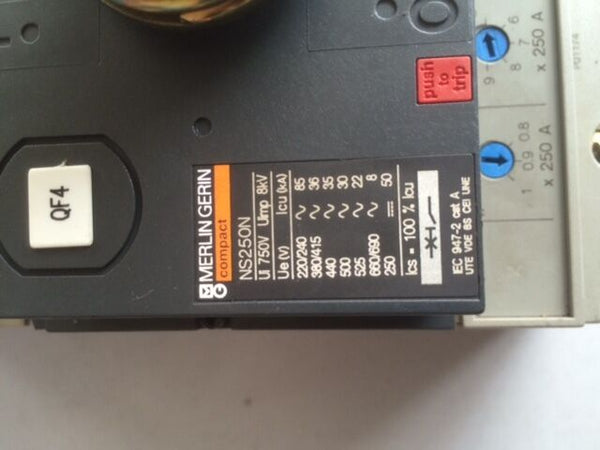 QF4
MERLIN GERIN
compact
NS250N
Ui 750V Uimp 8kV
Ue (V) Icu (kA)
220/240 ~ 85
380/415 ~ 36
440 ~ 35
500 ~ 30
525 ~ 22
660/690 ~ 8
250 ⎓ 50
Ics = 100 % Icu
IEC 947-2 cat A
UTE VDE BS CEI UNE
push
to
trip
9 8 7 6
x 250 A
1 0.9 0.8
x 250 A